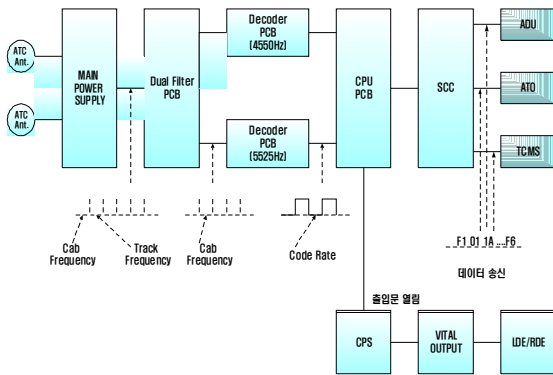 ATC
Ant.
ATC
Ant.
MAIN
POWER
SUPPLY
Dual Filter
PCB
Decoder
PCB
[4550Hz]
Decoder
PCB
[5525Hz]
CPU
PCB
SCC
ADU
ATO
TCMS
Cab
Frequency
Track
Frequency
Cab
Frequency
Code Rate
F1 01 1A ....F6
데이터 송신
출입문 열림
CPS
VITAL
OUTPUT
LDE/RDE